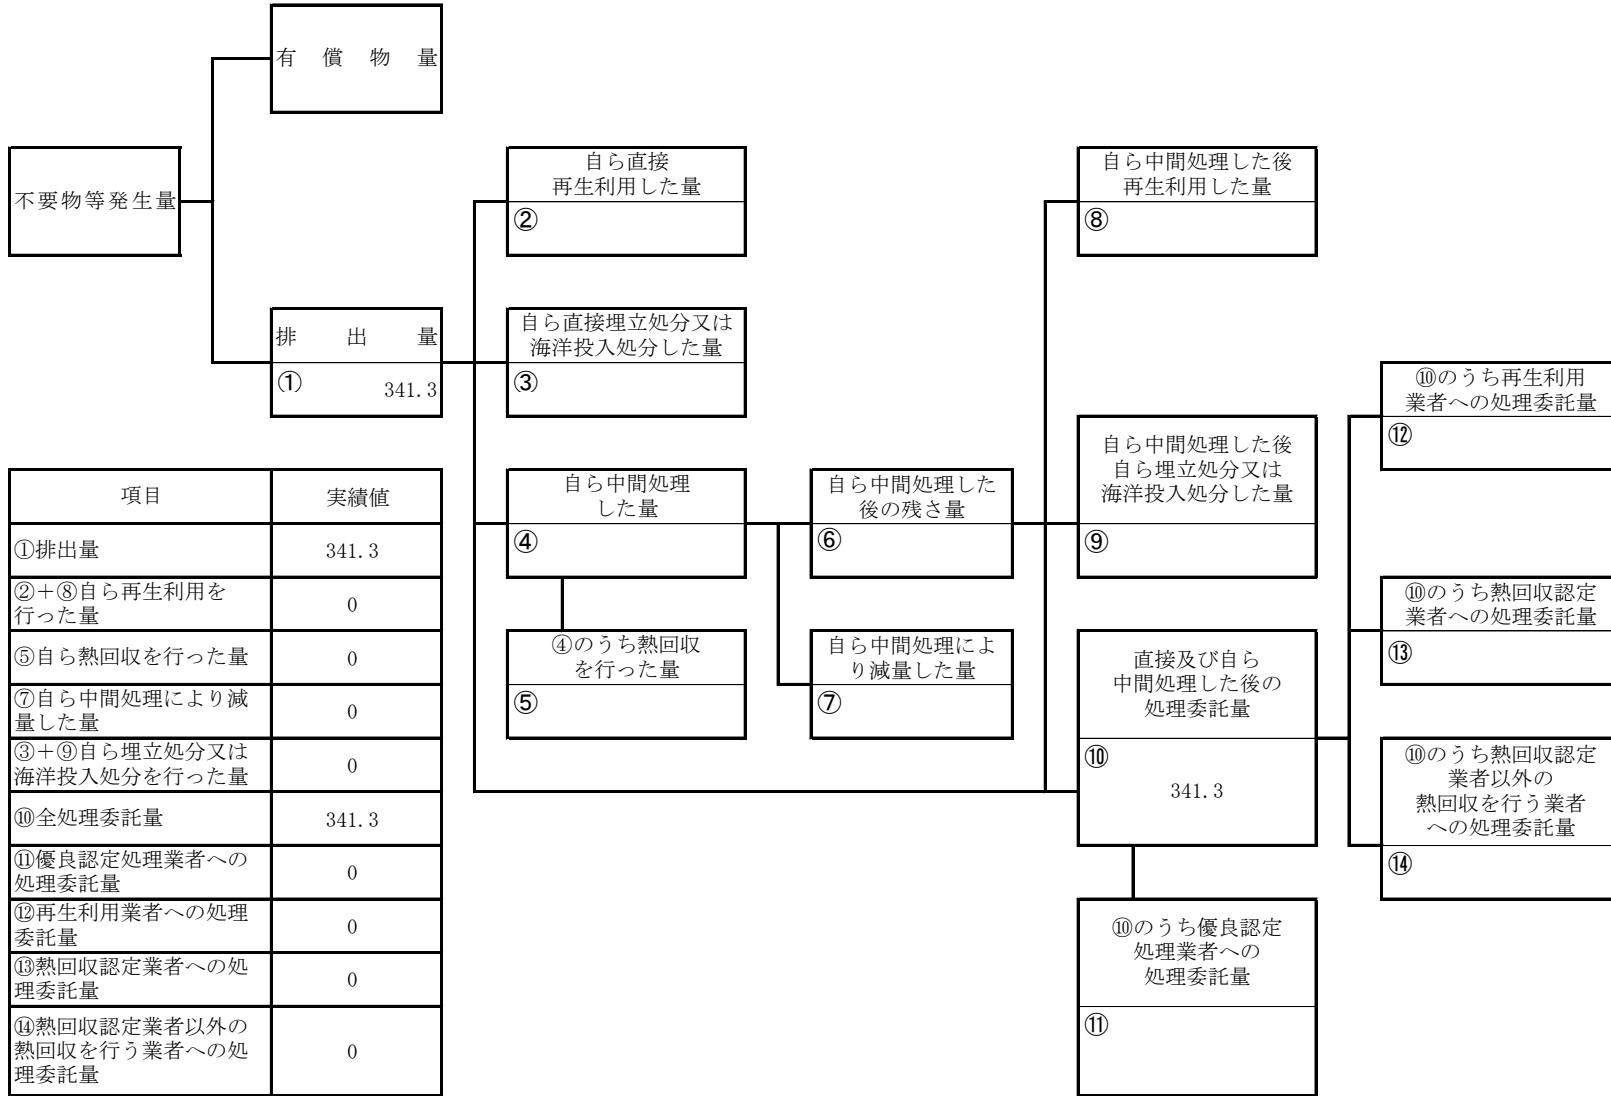 有償物量
不要物等発生量
排出量
①
341.3
自ら直接
再生利用した量
②
自ら直接埋立処分又は
海洋投入処分した量
③
自ら中間処理
した量
④
④のうち熱回収
を行った量
⑤
自ら中間処理した
後の残さ量
⑥
自ら中間処理によ
り減量した量
⑦
自ら中間処理した後
再生利用した量
⑧
自ら中間処理した後
自ら埋立処分又は
海洋投入処分した量
⑨
直接及び自ら
中間処理した後の
処理委託量
⑩
341.3
⑩のうち優良認定
処理業者への
処理委託量
⑪
⑩のうち再生利用
業者への処理委託量
⑫
⑩のうち熱回収認定
業者への処理委託量
⑬
⑩のうち熱回収認定
業者以外の
熱回収を行う業者
への処理委託量
⑭
項目 実績値
①排出量 341.3
②+⑧自ら再生利用を
行った量 0
⑤自ら熱回収を行った量 0
⑦自ら中間処理により減
量した量 0
③+⑨自ら埋立処分又は
海洋投入処分を行った量 0
⑩全処理委託量 341.3
⑪優良認定処理業者への
処理委託量 0
⑫再生利用業者への処理
委託量 0
⑬熱回収認定業者への処
理委託量 0
⑭熱回収認定業者以外の
熱回収を行う業者への処
理委託量 0